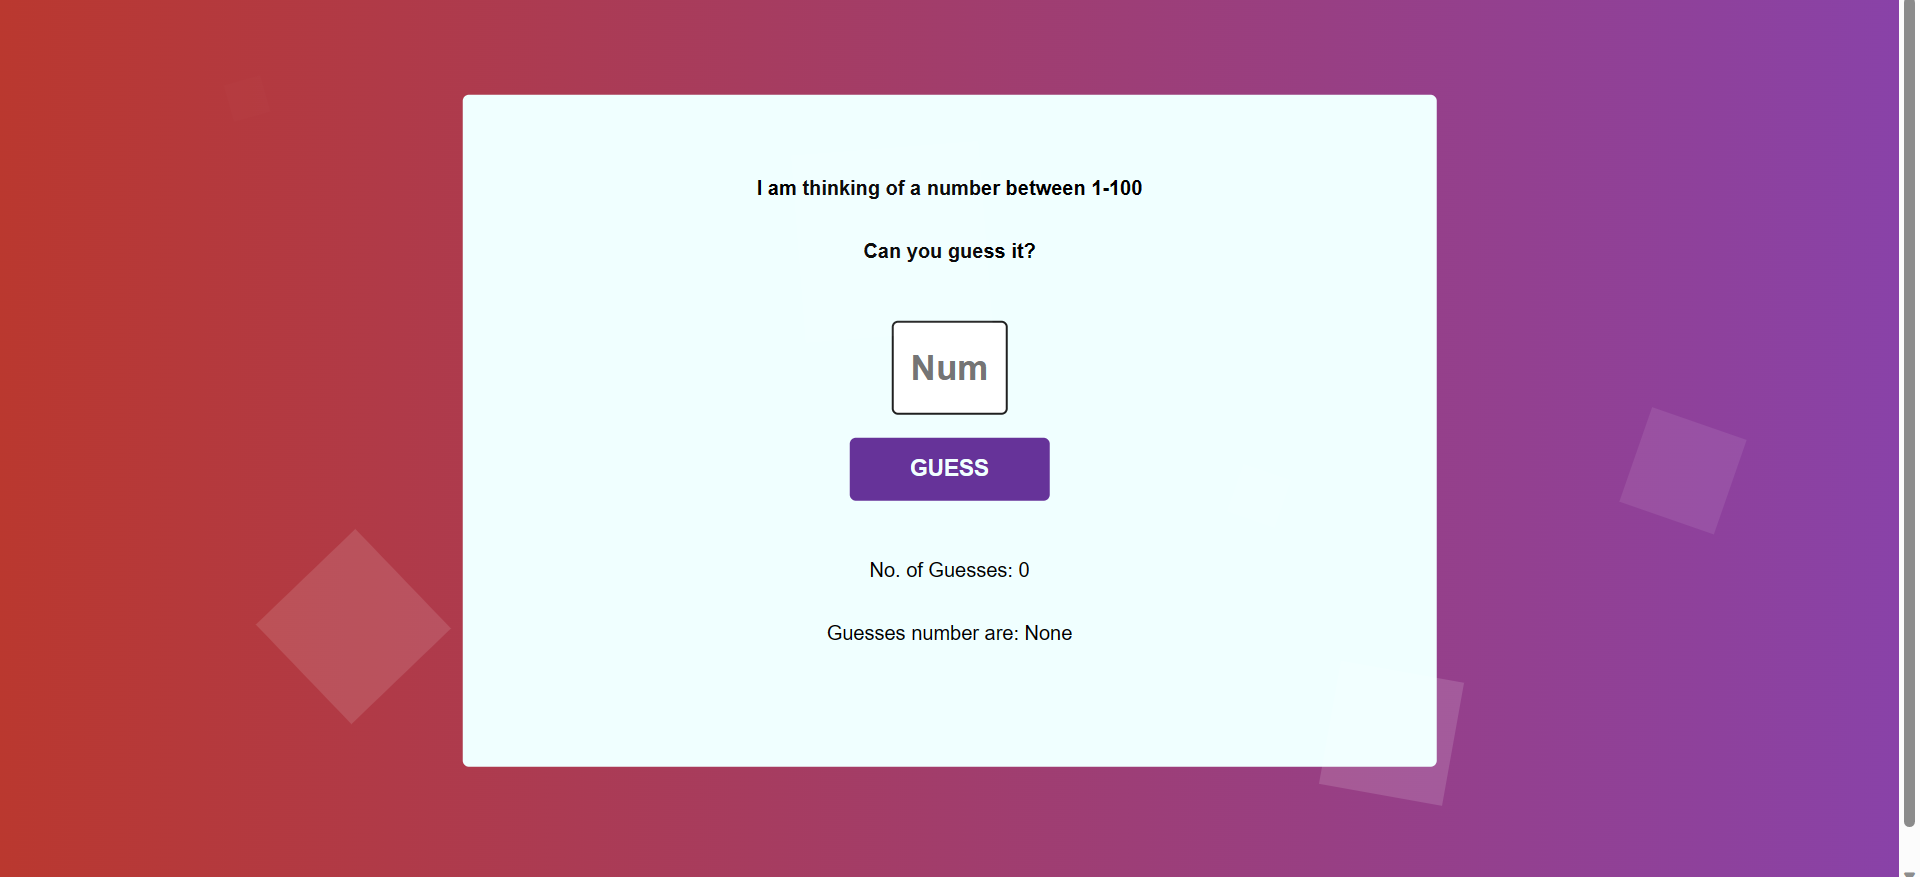 I am thinking of a number between 1-100
Can you guess it?
Num
GUESS
No. of Guesses: 0
Guesses number are: None